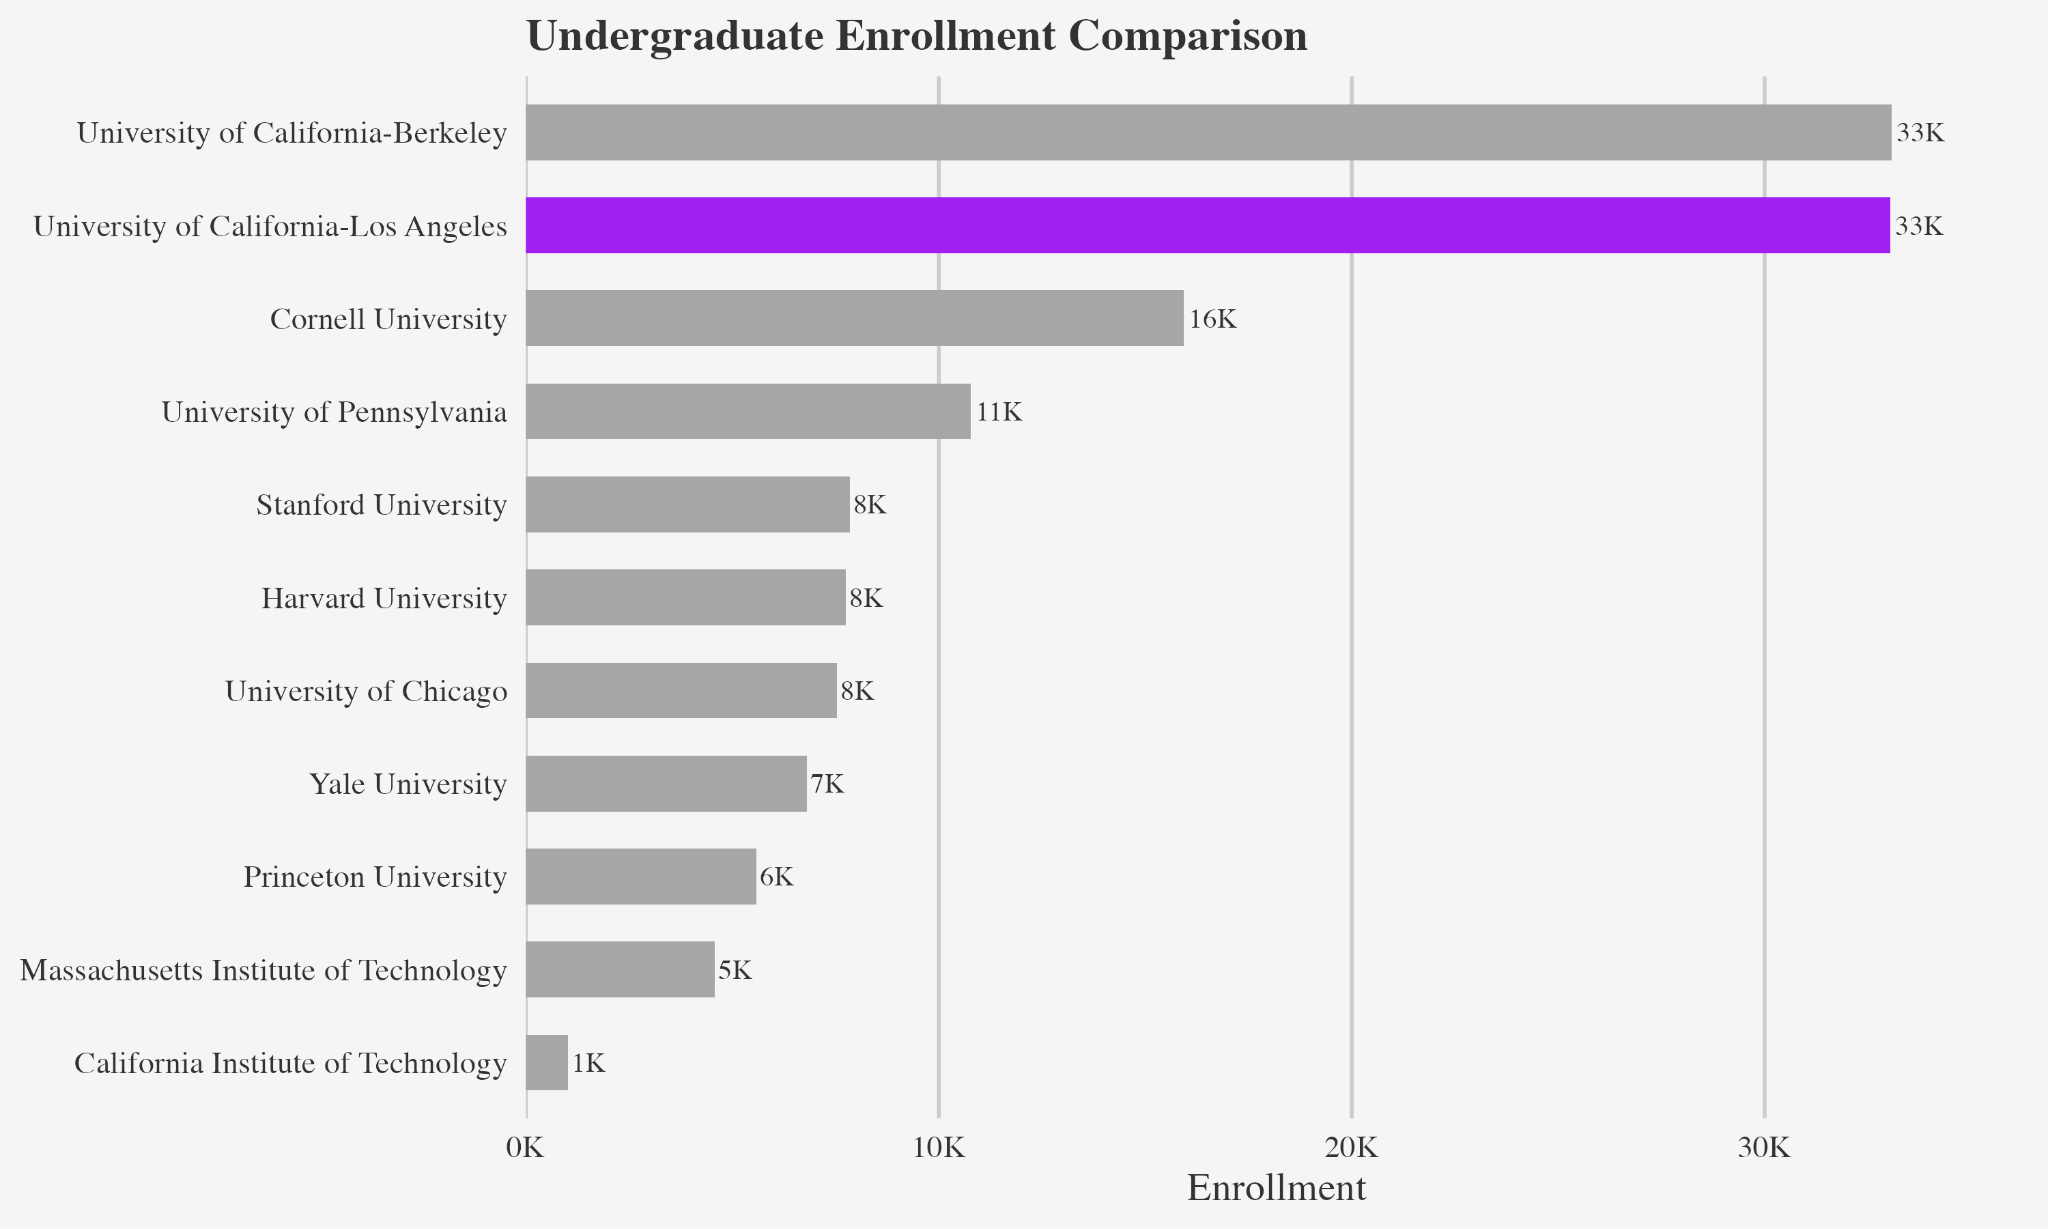 Undergraduate Enrollment Comparison
University of California-Berkeley 33K
University of California-Los Angeles 33K
Cornell University 16K
University of Pennsylvania 11K
Stanford University 8K
Harvard University 8K
University of Chicago 8K
Yale University 7K
Princeton University 6K
Massachusetts Institute of Technology 5K
California Institute of Technology 1K
0K 10K 20K 30K
Enrollment